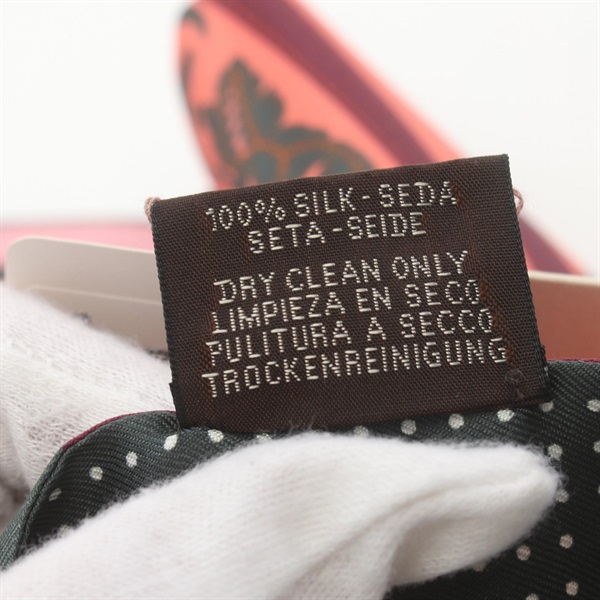 100% SILK-SEDA
SETA-SEIDE
DRY CLEAN ONLY
LIMPIEZA EN SECO
PULITURA A SECCO
TROCKENREINIGUNG